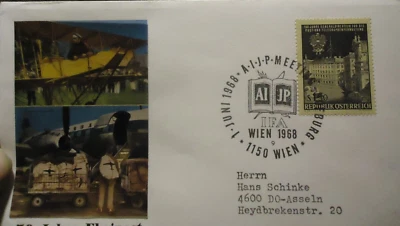 1·JUNI 1968·A·I·J·P·MEETING
AI JP
IFA
WIEN 1968
1150 WIEN
REPUBLIK ÖSTERREICH
Herrn
Hans Schinke
4600 DO-Asseln
Heydbrekenstr. 20